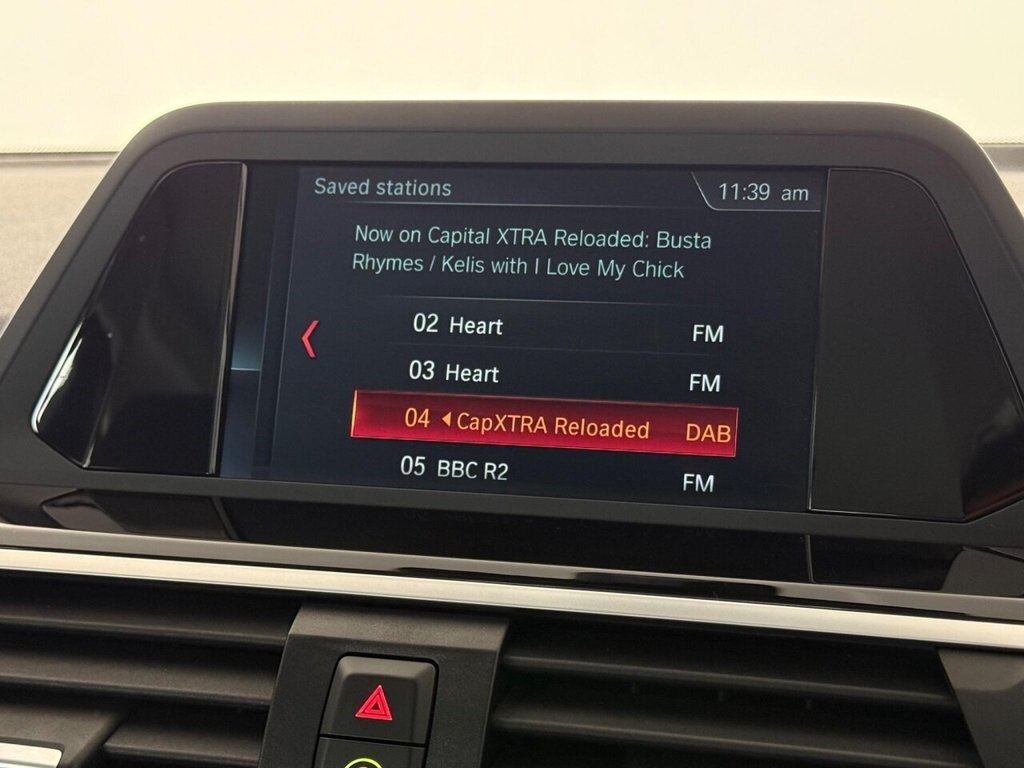 Saved stations
11:39 am
Now on Capital XTRA Reloaded: Busta
Rhymes / Kelis with I Love My Chick
02 Heart FM
03 Heart FM
04 CapXTRA Reloaded DAB
05 BBC R2 FM